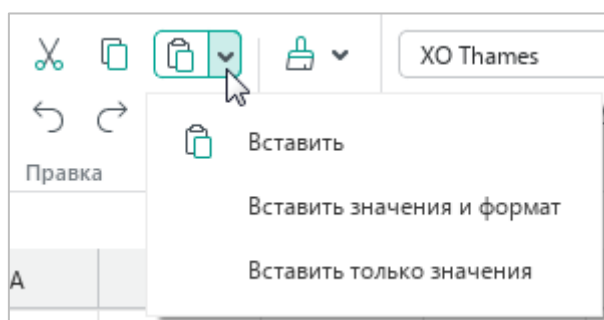 XO Thames
Правка
Вставить
Вставить значения и формат
Вставить только значения
A